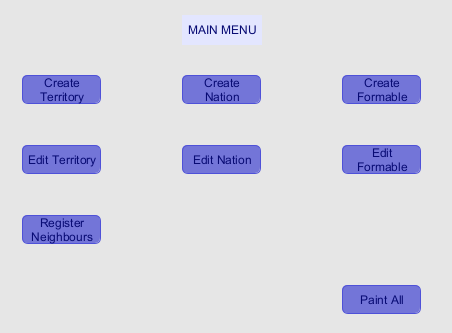 MAIN MENU
Create
Territory
Create
Nation
Create
Formable
Edit Territory
Edit Nation
Edit
Formable
Register
Neighbours
Paint All